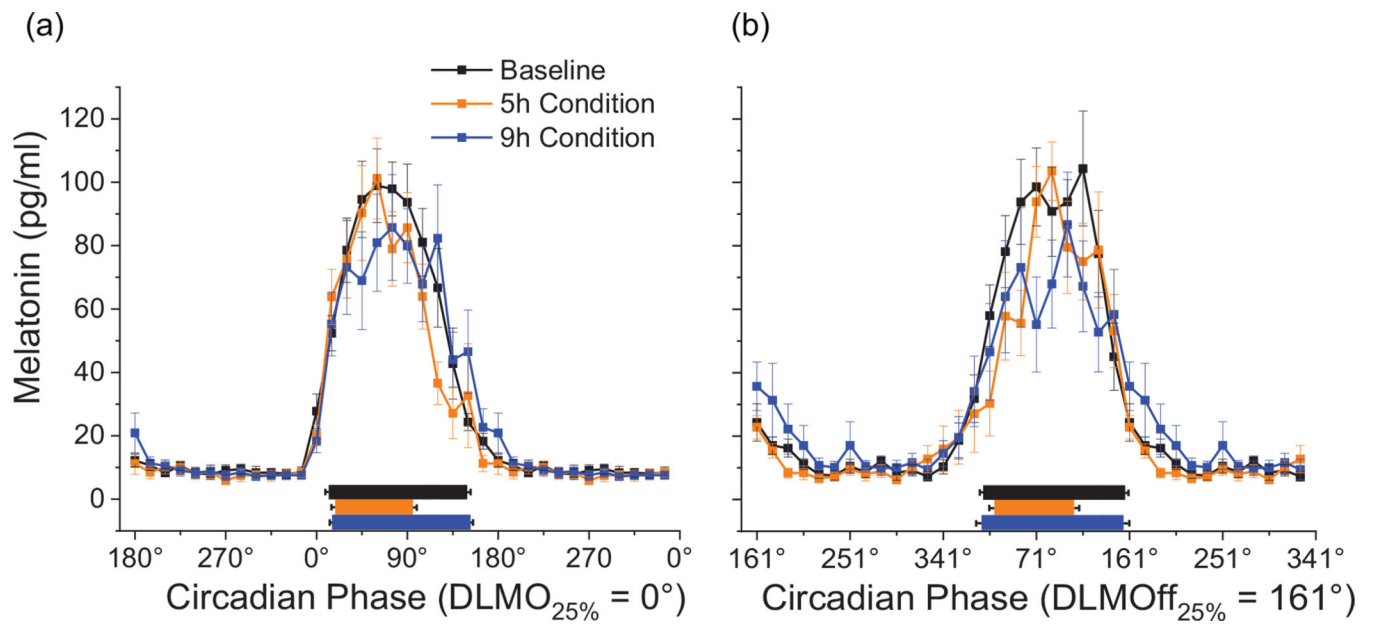 (a)
(b)
Baseline
5h Condition
9h Condition
Melatonin (pg/ml)
120
100
80
60
40
20
0
180° 270° 0° 90° 180° 270° 0°
161° 251° 341° 71° 161° 251° 341°
Circadian Phase (DLMO25% = 0°)
Circadian Phase (DLMOff25% = 161°)